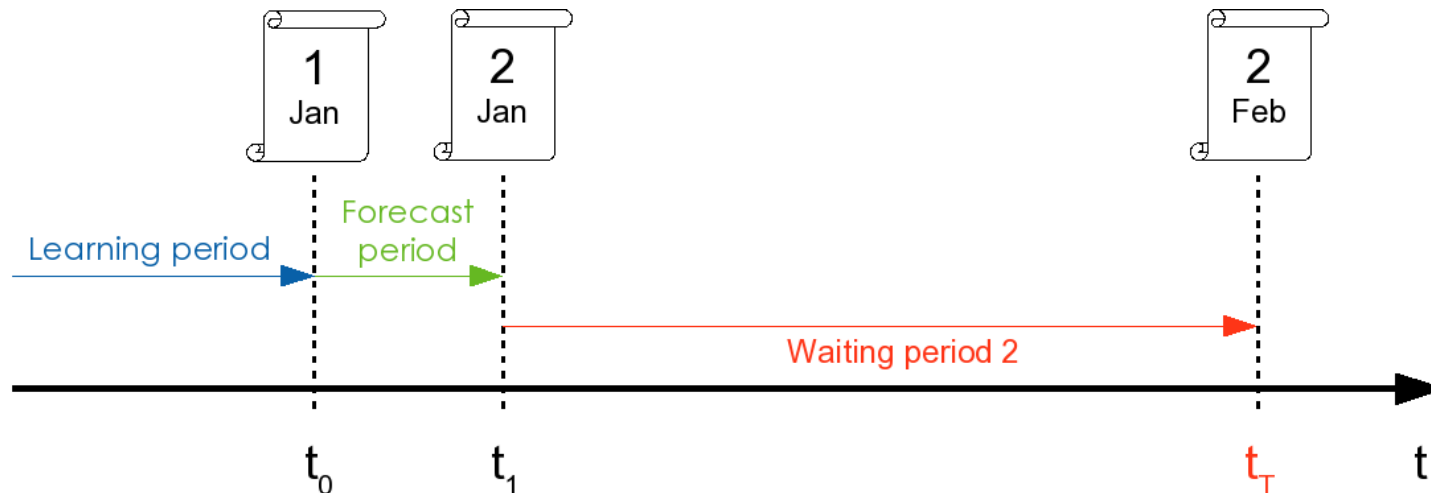 1
Jan
2
Jan
2
Feb
Learning period
Forecast
period
Waiting period 2
t0
t1
tT
t